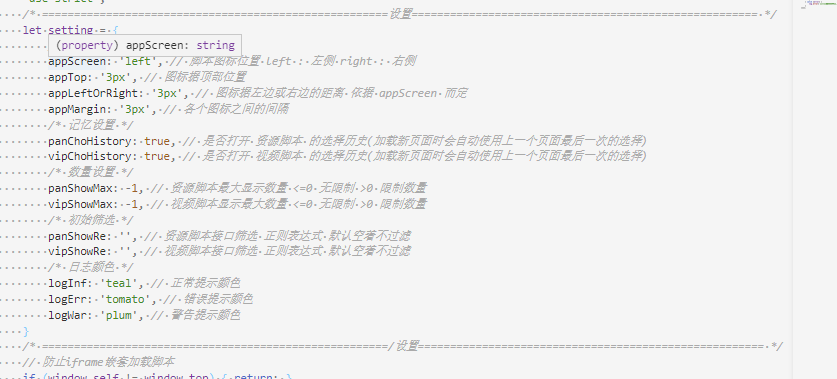 /* ==================================================设置================================================== */
let setting = {
(property) appScreen: string
appScreen: 'left', // 脚本图标位置 left : 左侧 right : 右侧
appTop: '3px', // 图标据顶部位置
appLeftOrRight: '3px', // 图标据左边或右边的距离 依据 appScreen 而定
appMargin: '3px', // 各个图标之间的间隔
/* 记忆设置 */
panChoHistory: true, // 是否打开 资源脚本 的选择历史(加载新页面时会自动使用上一个页面最后一次的选择)
vipChoHistory: true, // 是否打开 视频脚本 的选择历史(加载新页面时会自动使用上一个页面最后一次的选择)
/* 数量设置 */
panShowMax: -1, // 资源脚本最大显示数量 <=0 无限制 >0 限制数量
vipShowMax: -1, // 视频脚本显示最大数量 <=0 无限制 >0 限制数量
/* 初始筛选 */
panShowRe: '', // 资源脚本接口筛选 正则表达式 默认空着不过滤
vipShowRe: '', // 视频脚本接口筛选 正则表达式 默认空着不过滤
/* 日志颜色 */
logInf: 'teal', // 正常提示颜色
logErr: 'tomato', // 错误提示颜色
logWar: 'plum', // 警告提示颜色
}
/* ==================================================/设置================================================== */
// 防止iframe嵌套加载脚本
if (window.self != window.top) { return; }